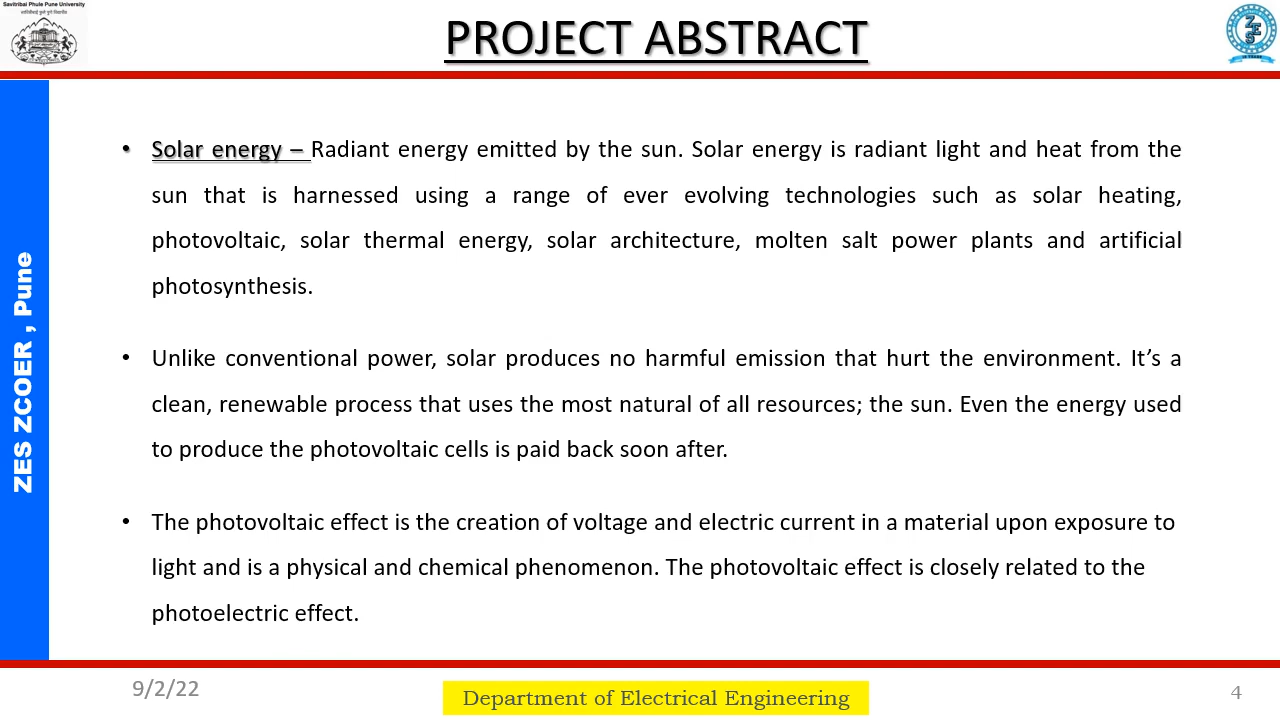 Savitribai Phule Pune University
PROJECT ABSTRACT
ZES
ZES ZCOER , Pune
• Solar energy – Radiant energy emitted by the sun. Solar energy is radiant light and heat from the
sun that is harnessed using a range of ever evolving technologies such as solar heating,
photovoltaic, solar thermal energy, solar architecture, molten salt power plants and artificial
photosynthesis.
• Unlike conventional power, solar produces no harmful emission that hurt the environment. It’s a
clean, renewable process that uses the most natural of all resources; the sun. Even the energy used
to produce the photovoltaic cells is paid back soon after.
• The photovoltaic effect is the creation of voltage and electric current in a material upon exposure to
light and is a physical and chemical phenomenon. The photovoltaic effect is closely related to the
photoelectric effect.
9/2/22
Department of Electrical Engineering
4